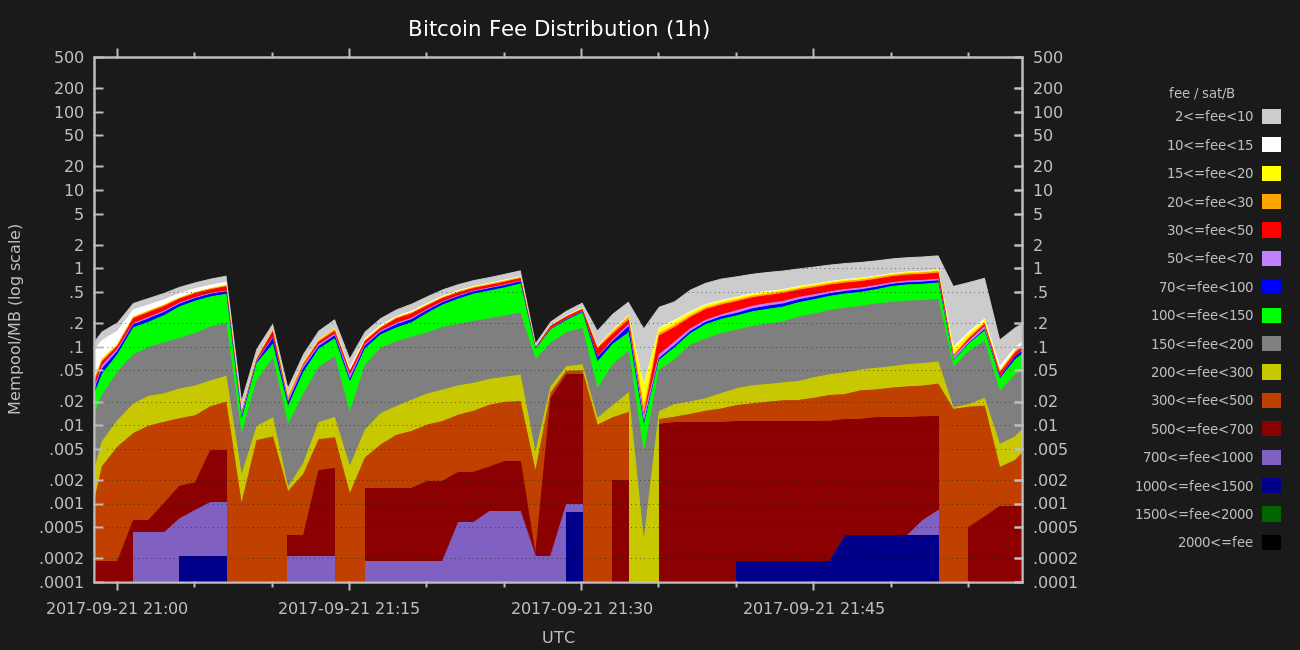 Bitcoin Fee Distribution (1h)
Mempool/MB (log scale)
500
200
100
50
20
10
5
2
1
.5
.2
.1
.05
.02
.01
.005
.002
.001
.0005
.0002
.0001
500
200
100
50
20
10
5
2
1
.5
.2
.1
.05
.02
.01
.005
.002
.001
.0005
.0002
.0001
2017-09-21 21:00 2017-09-21 21:15 2017-09-21 21:30 2017-09-21 21:45
UTC
fee / sat/B
2<=fee<10
10<=fee<15
15<=fee<20
20<=fee<30
30<=fee<50
50<=fee<70
70<=fee<100
100<=fee<150
150<=fee<200
200<=fee<300
300<=fee<500
500<=fee<700
700<=fee<1000
1000<=fee<1500
1500<=fee<2000
2000<=fee